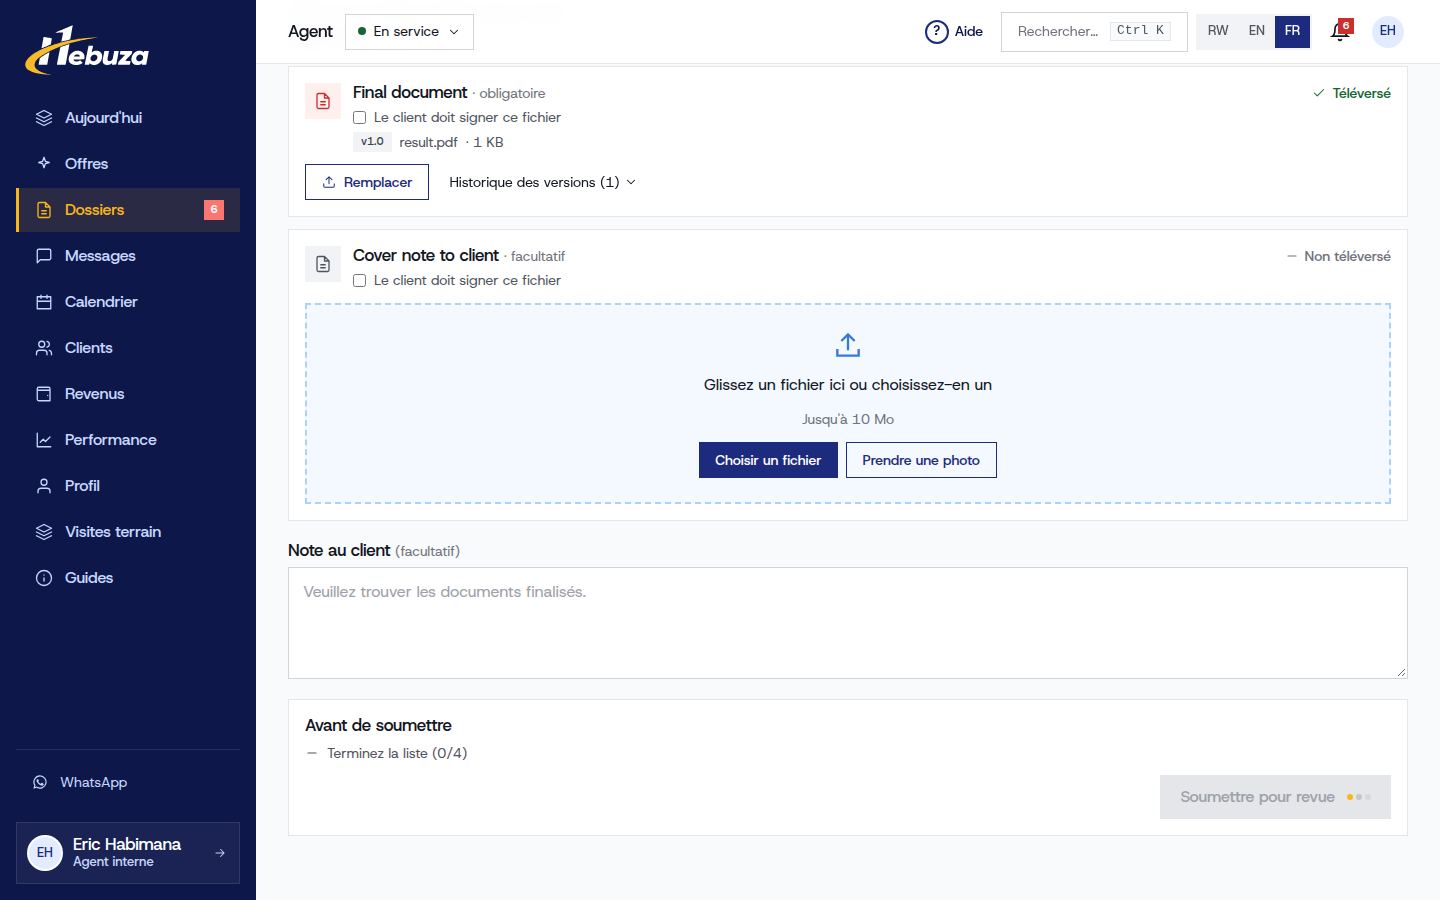 Hebuza
Aujourd'hui
Offres
Dossiers 6
Messages
Calendrier
Clients
Revenus
Performance
Profil
Visites terrain
Guides
WhatsApp
EH Eric Habimana
Agent interne
Agent En service ? Aide Rechercher... Ctrl K RW EN FR 6 EH
Final document · obligatoire Téléversé
Le client doit signer ce fichier
v1.0 result.pdf · 1 KB
Remplacer Historique des versions (1)
Cover note to client · facultatif Non téléversé
Le client doit signer ce fichier
Glissez un fichier ici ou choisissez-en un
Jusqu'à 10 Mo
Choisir un fichier Prendre une photo
Note au client (facultatif)
Veuillez trouver les documents finalisés.
Avant de soumettre
Terminez la liste (0/4)
Soumettre pour revue